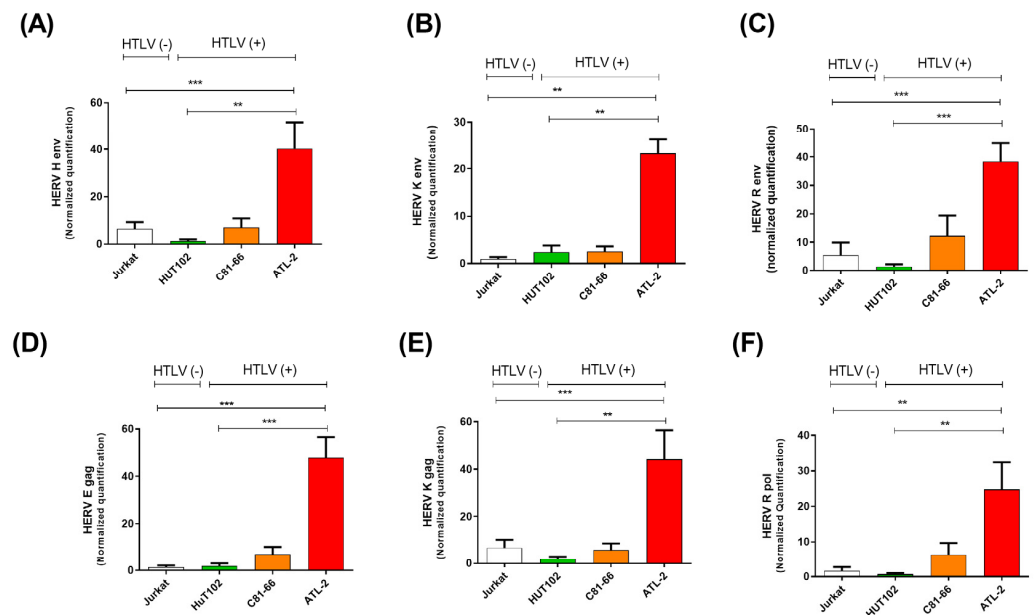 (A)
HTLV (-) HTLV (+)
***
**
HERV H env
(Normalized quantification)
60
40
20
0
Jurkat HUT102 C81-66 ATL-2
(B)
HTLV (-) HTLV (+)
**
**
HERV K env
(Normalized quantification)
30
20
10
0
Jurkat HUT102 C81-66 ATL-2
(C)
HTLV (-) HTLV (+)
***
***
HERV R env
(normalized quantification)
50
40
30
20
10
0
Jurkat HUT102 C81-66 ATL-2
(D)
HTLV (-) HTLV (+)
***
***
HERV E gag
(Normalized quantification)
60
40
20
0
Jurkat HuT102 C81-66 ATL-2
(E)
HTLV (-) HTLV (+)
***
**
HERV K gag
(Normalized quantification)
60
40
20
0
Jurkat HUT102 C81-66 ATL-2
(F)
HTLV (-) HTLV (+)
**
**
HERV R pol
(Normalized Quantification)
40
30
20
10
0
Jurkat HUT102 C81-66 ATL-2